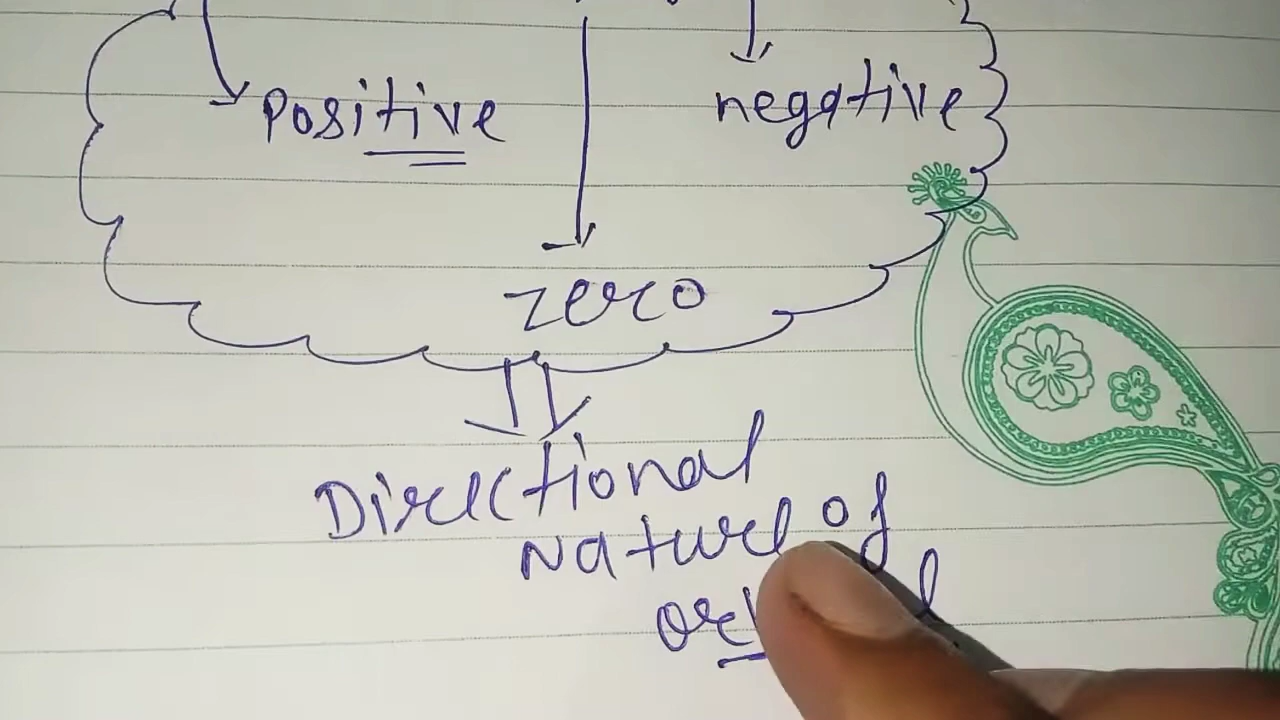 positive
negative
zero
Directional
Nature of